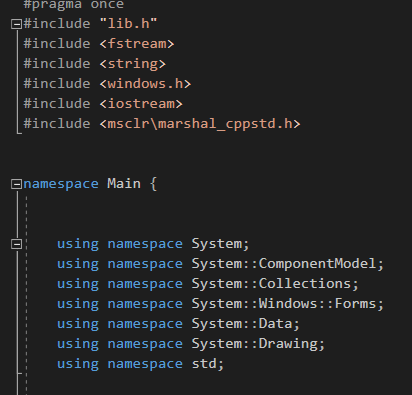 #pragma once
#include "lib.h"
#include <fstream>
#include <string>
#include <windows.h>
#include <iostream>
#include <msclr\marshal_cppstd.h>
namespace Main {
using namespace System;
using namespace System::ComponentModel;
using namespace System::Collections;
using namespace System::Windows::Forms;
using namespace System::Data;
using namespace System::Drawing;
using namespace std;